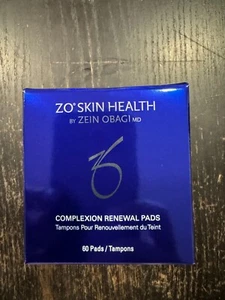 ZO® SKIN HEALTH
BY ZEIN OBAGI MD
COMPLEXION RENEWAL PADS
Tampons Pour Renouvellement du Teint
60 Pads / Tampons